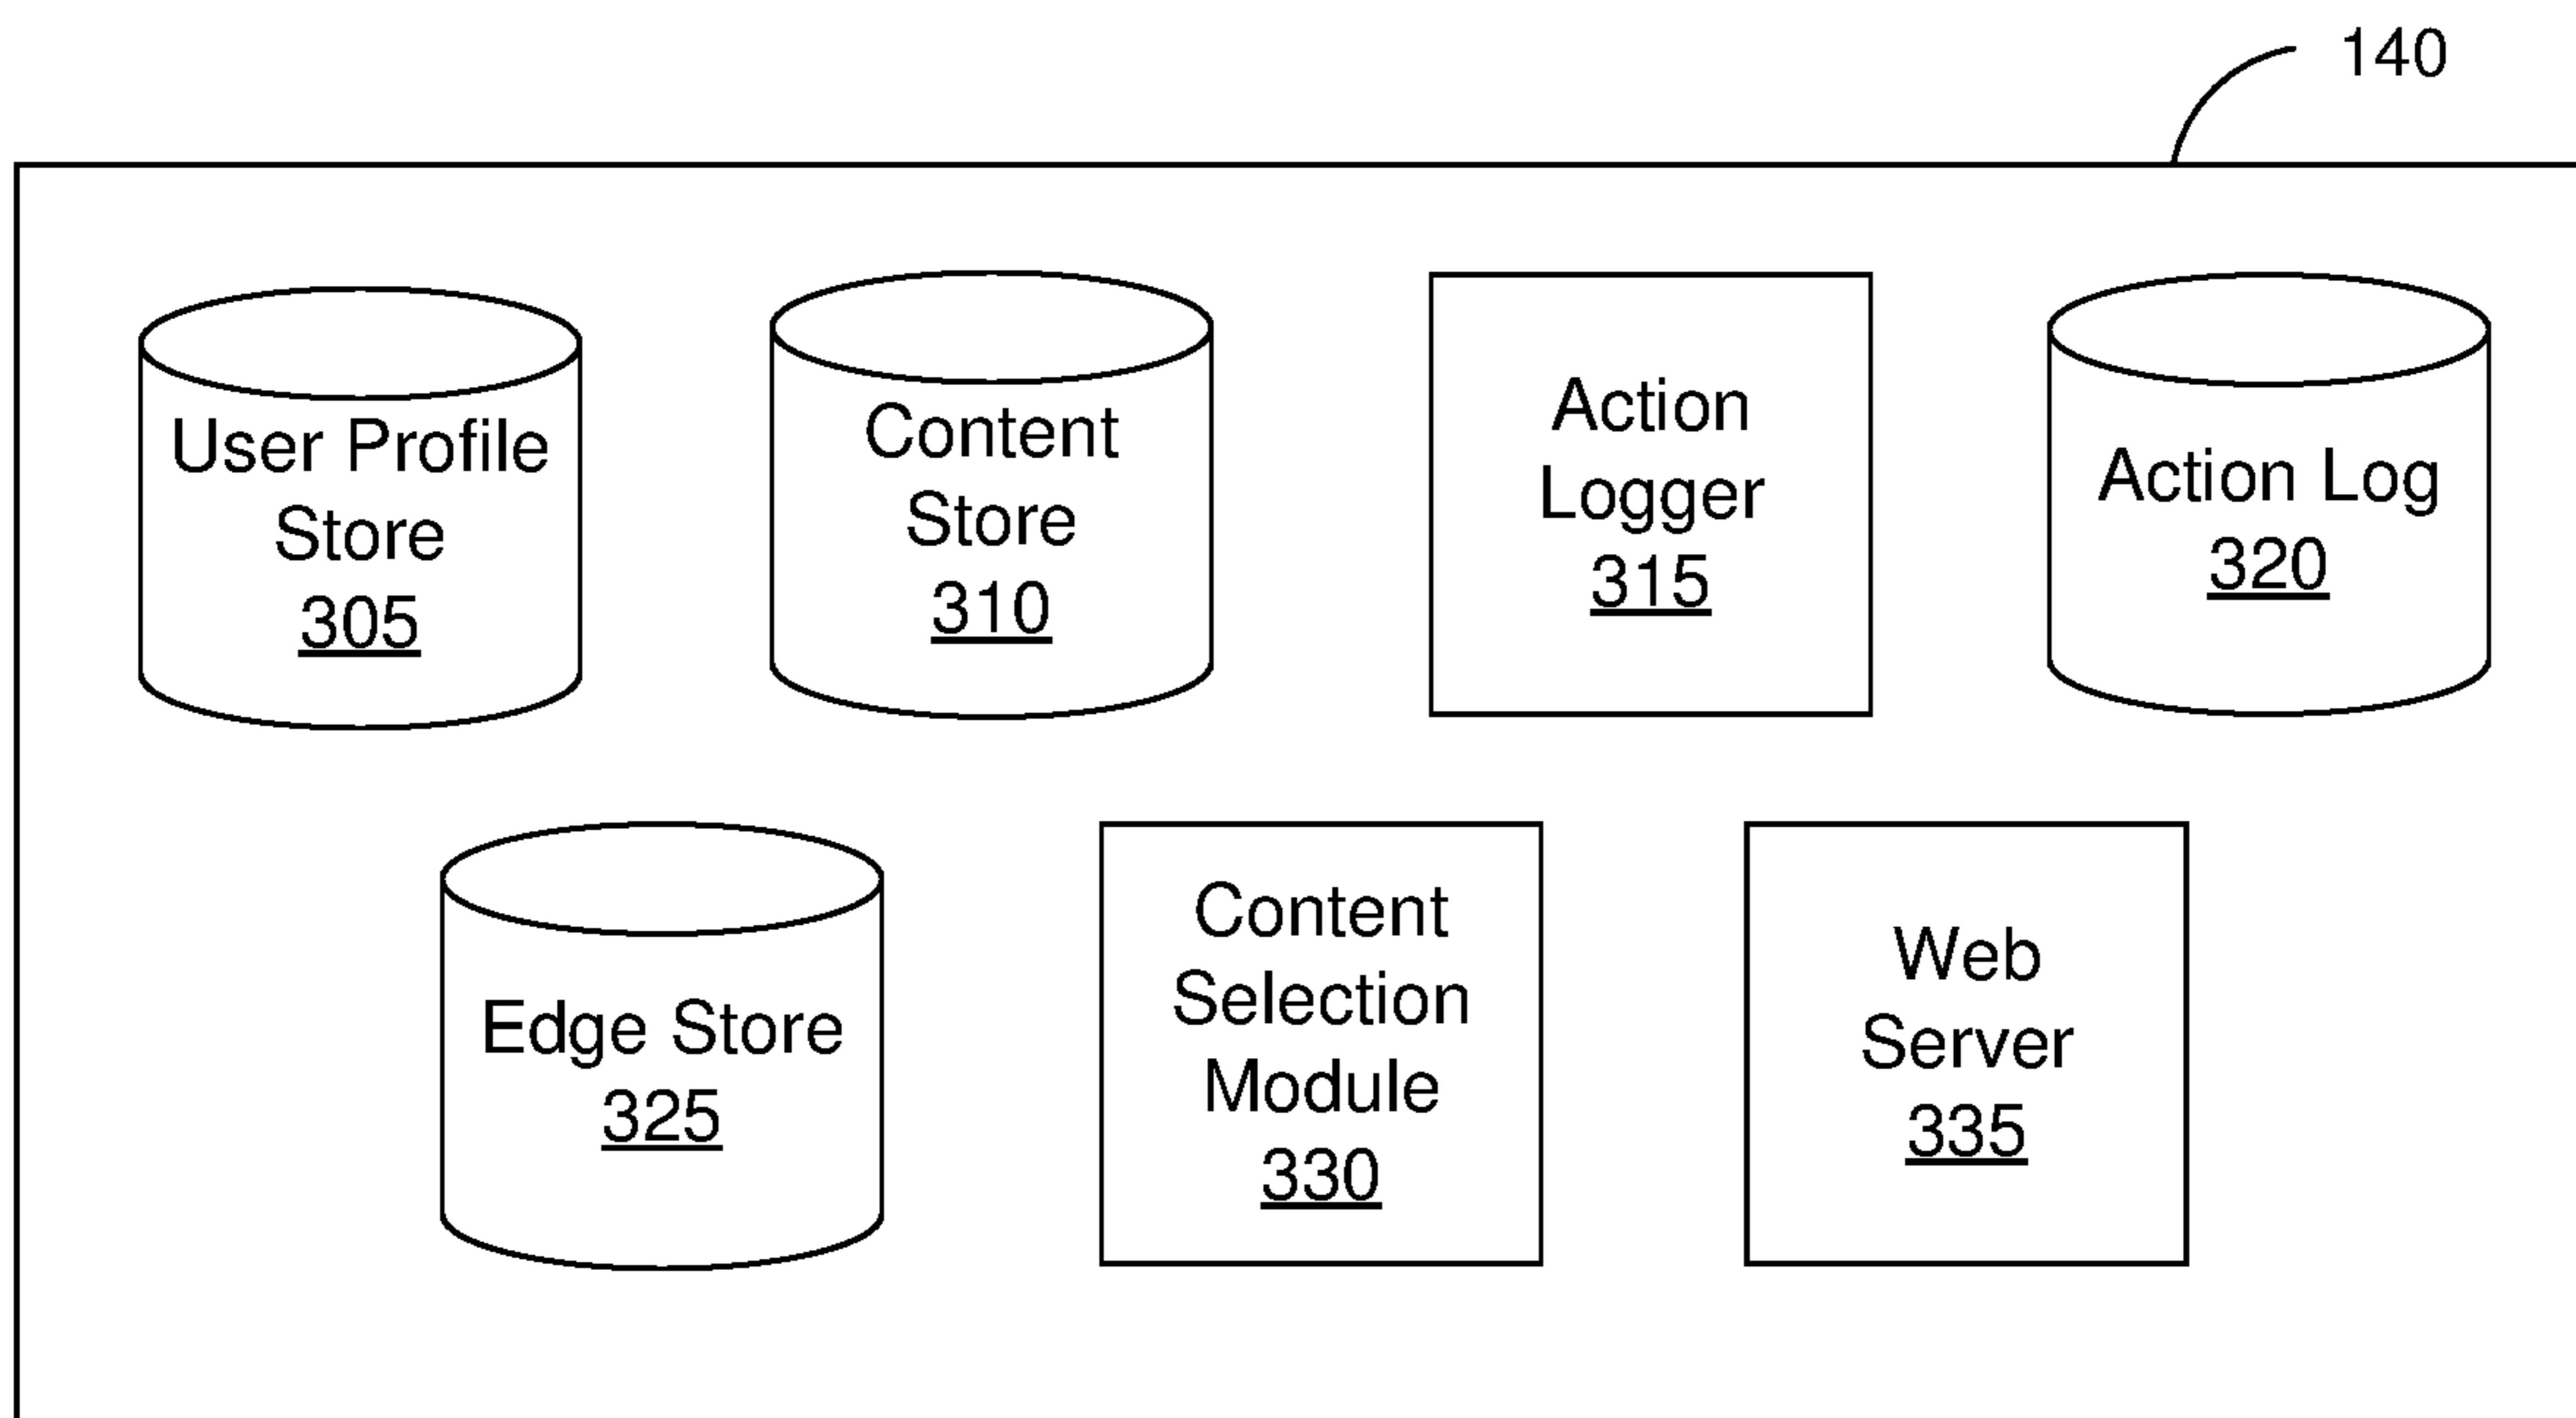 140
User Profile
Store
305
Content
Store
310
Action
Logger
315
Action Log
320
Edge Store
325
Content
Selection
Module
330
Web
Server
335